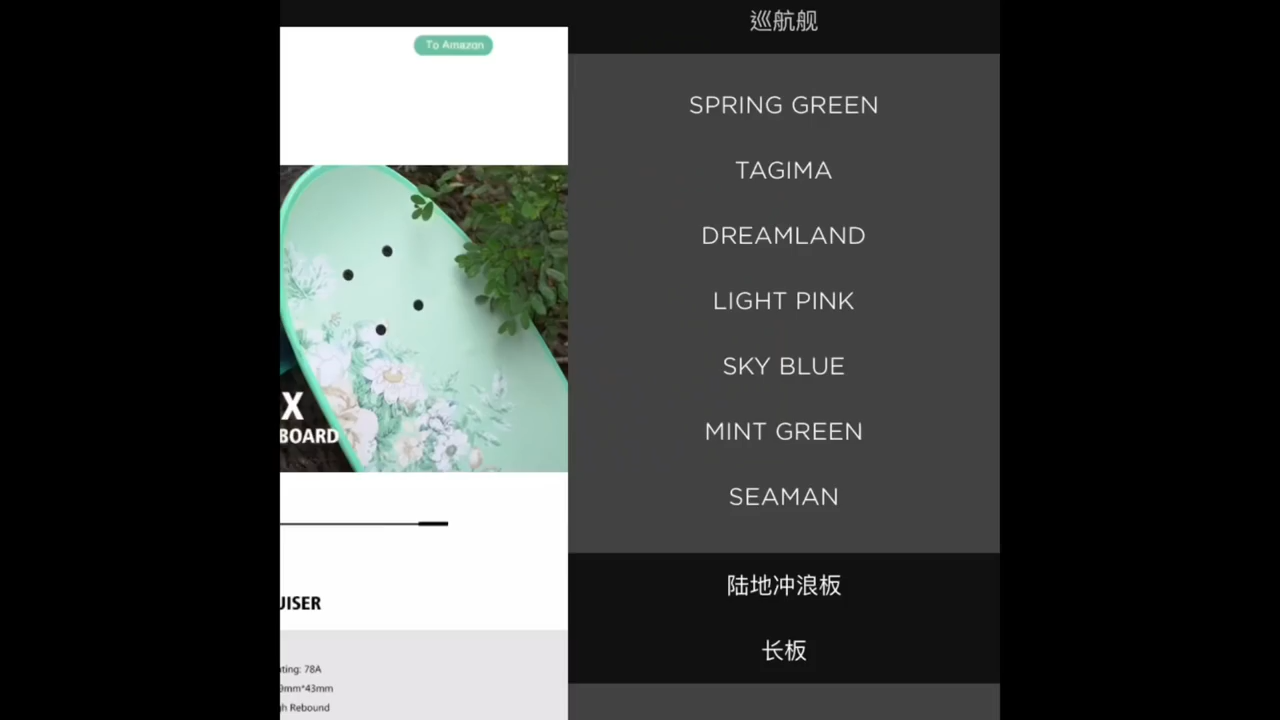 To Amazon
X
BOARD
UISER
ting: 78A
9mm*43mm
h Rebound
巡航舰
SPRING GREEN
TAGIMA
DREAMLAND
LIGHT PINK
SKY BLUE
MINT GREEN
SEAMAN
陆地冲浪板
长板